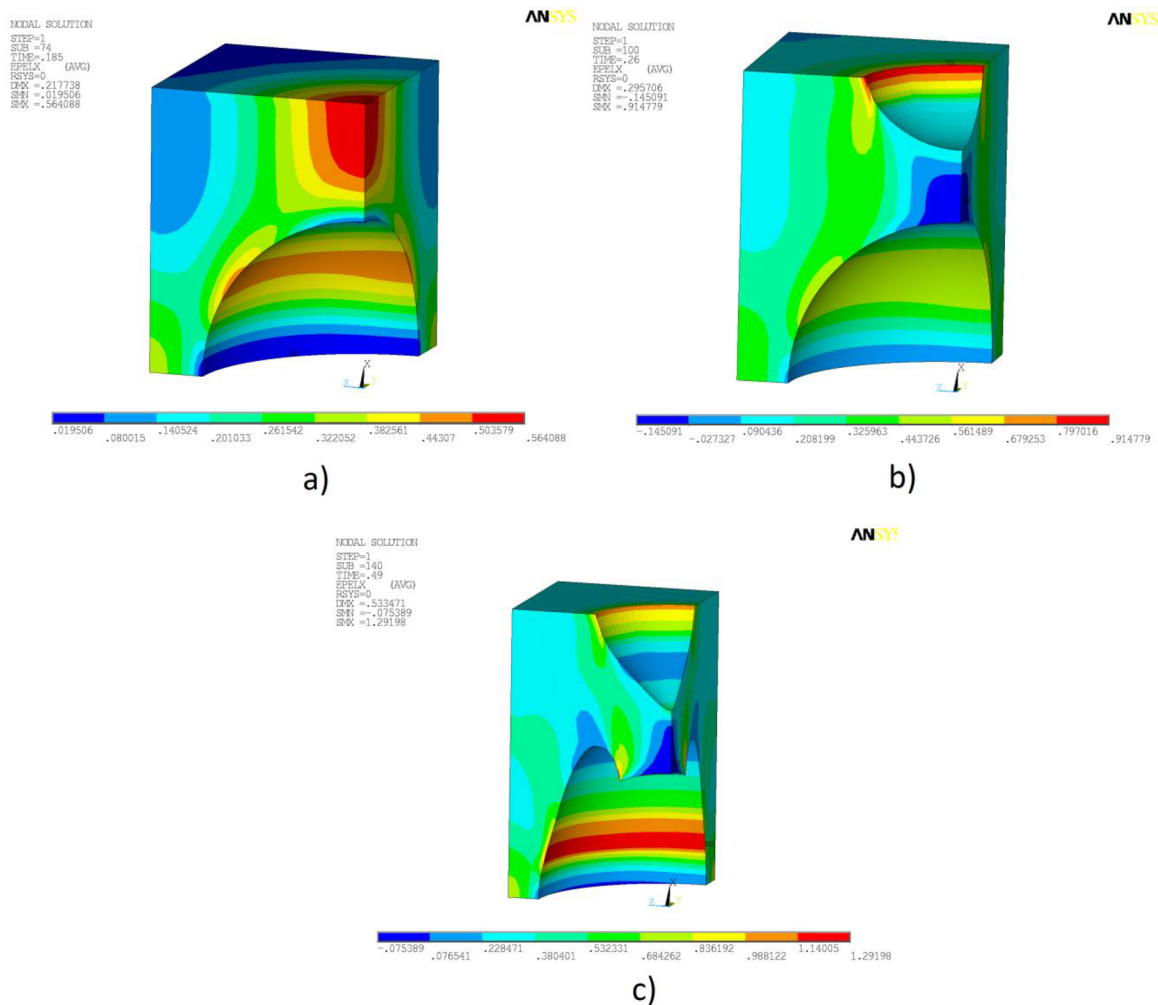 ANSYS
NODAL SOLUTION
STEP=1
SUB =74
TIME=.185
EPELX (AVG)
RSYS=0
DMX =.217738
SMN =.019506
SMX =.564088
X
Z Y
.019506 .140524 .261542 .382561 .503579
.080015 .201033 .322052 .44307 .564088
a)
ANSYS
NODAL SOLUTION
STEP=1
SUB =100
TIME=.26
EPELX (AVG)
RSYS=0
DMX =.295706
SMN =-.145091
SMX =.914779
MX
X
Z Y
-.145091 .090436 .325963 .561489 .797016
-.027327 .208199 .443726 .679253 .914779
b)
ANSYS
NODAL SOLUTION
STEP=1
SUB =140
TIME=.49
EPELX (AVG)
RSYS=0
DMX =.533471
SMN =-.075389
SMX =1.29198
MX
X
Z Y
-.075389 .228471 .532331 .836192 1.14005
.076541 .380401 .684262 .988122 1.29198
c)